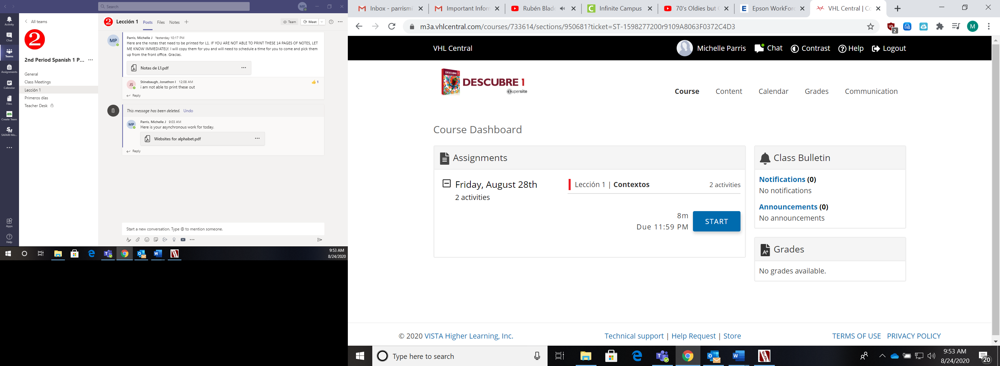 Search
MP
Activity
Chat
Teams
Assignments
Calendar
Files
Create Team
SAFARI Mo...
Apps
Help
All teams
2
2nd Period Spanish 1 P...
General
Class Meetings
Lección 1
Primeros días
Teacher Desk
2 Lección 1 Posts Files Notes
Team Meet
MP
Parris, Michelle J Yesterday 10:17 PM
Here are the notes that need to be printed for L1. IF YOU ARE NOT ABLE TO PRINT THESE 14 PAGES OF NOTES, LET
ME KNOW IMMEDIATELY. I will copy them for you and will need to schedule a time for you to come and pick them
up from the front office. Gracias.
Notas de L1.pdf
JS
Stinebaugh, Jonathon I 12:08 AM
1
i am not able to print these out
Reply
This message has been deleted. Undo
MP
Parris, Michelle J 9:03 AM
Here is your asynchronous work for today.
Websites for alphabet.pdf
Reply
Start a new conversation. Type @ to mention someone.
9:53 AM
8/24/2020
Inbox - parrismi
Important Inform
Rubén Blade
Infinite Campus
70's Oldies but G
Epson WorkForc
VHL Central | Co
m3a.vhlcentral.com/courses/733614/sections/950681?ticket=ST-1598277200r9109A8063F0372C4D3
2
M
VHL Central
Michelle Parris Chat Contrast Help Logout
DESCUBRE 1
DESCUBRE 1
Supersite
Course Content Calendar Grades Communication
Course Dashboard
Assignments
Friday, August 28th
2 activities
Lección 1 | Contextos 2 activities
8m
Due 11:59 PM
START
Class Bulletin
Notifications (0)
No notifications
Announcements (0)
No announcements
A+ Grades
No grades available.
© 2020 VISTA Higher Learning, Inc.
Technical support | Help Request | Store
TERMS OF USE PRIVACY POLICY
Type here to search
9:53 AM
8/24/2020
20